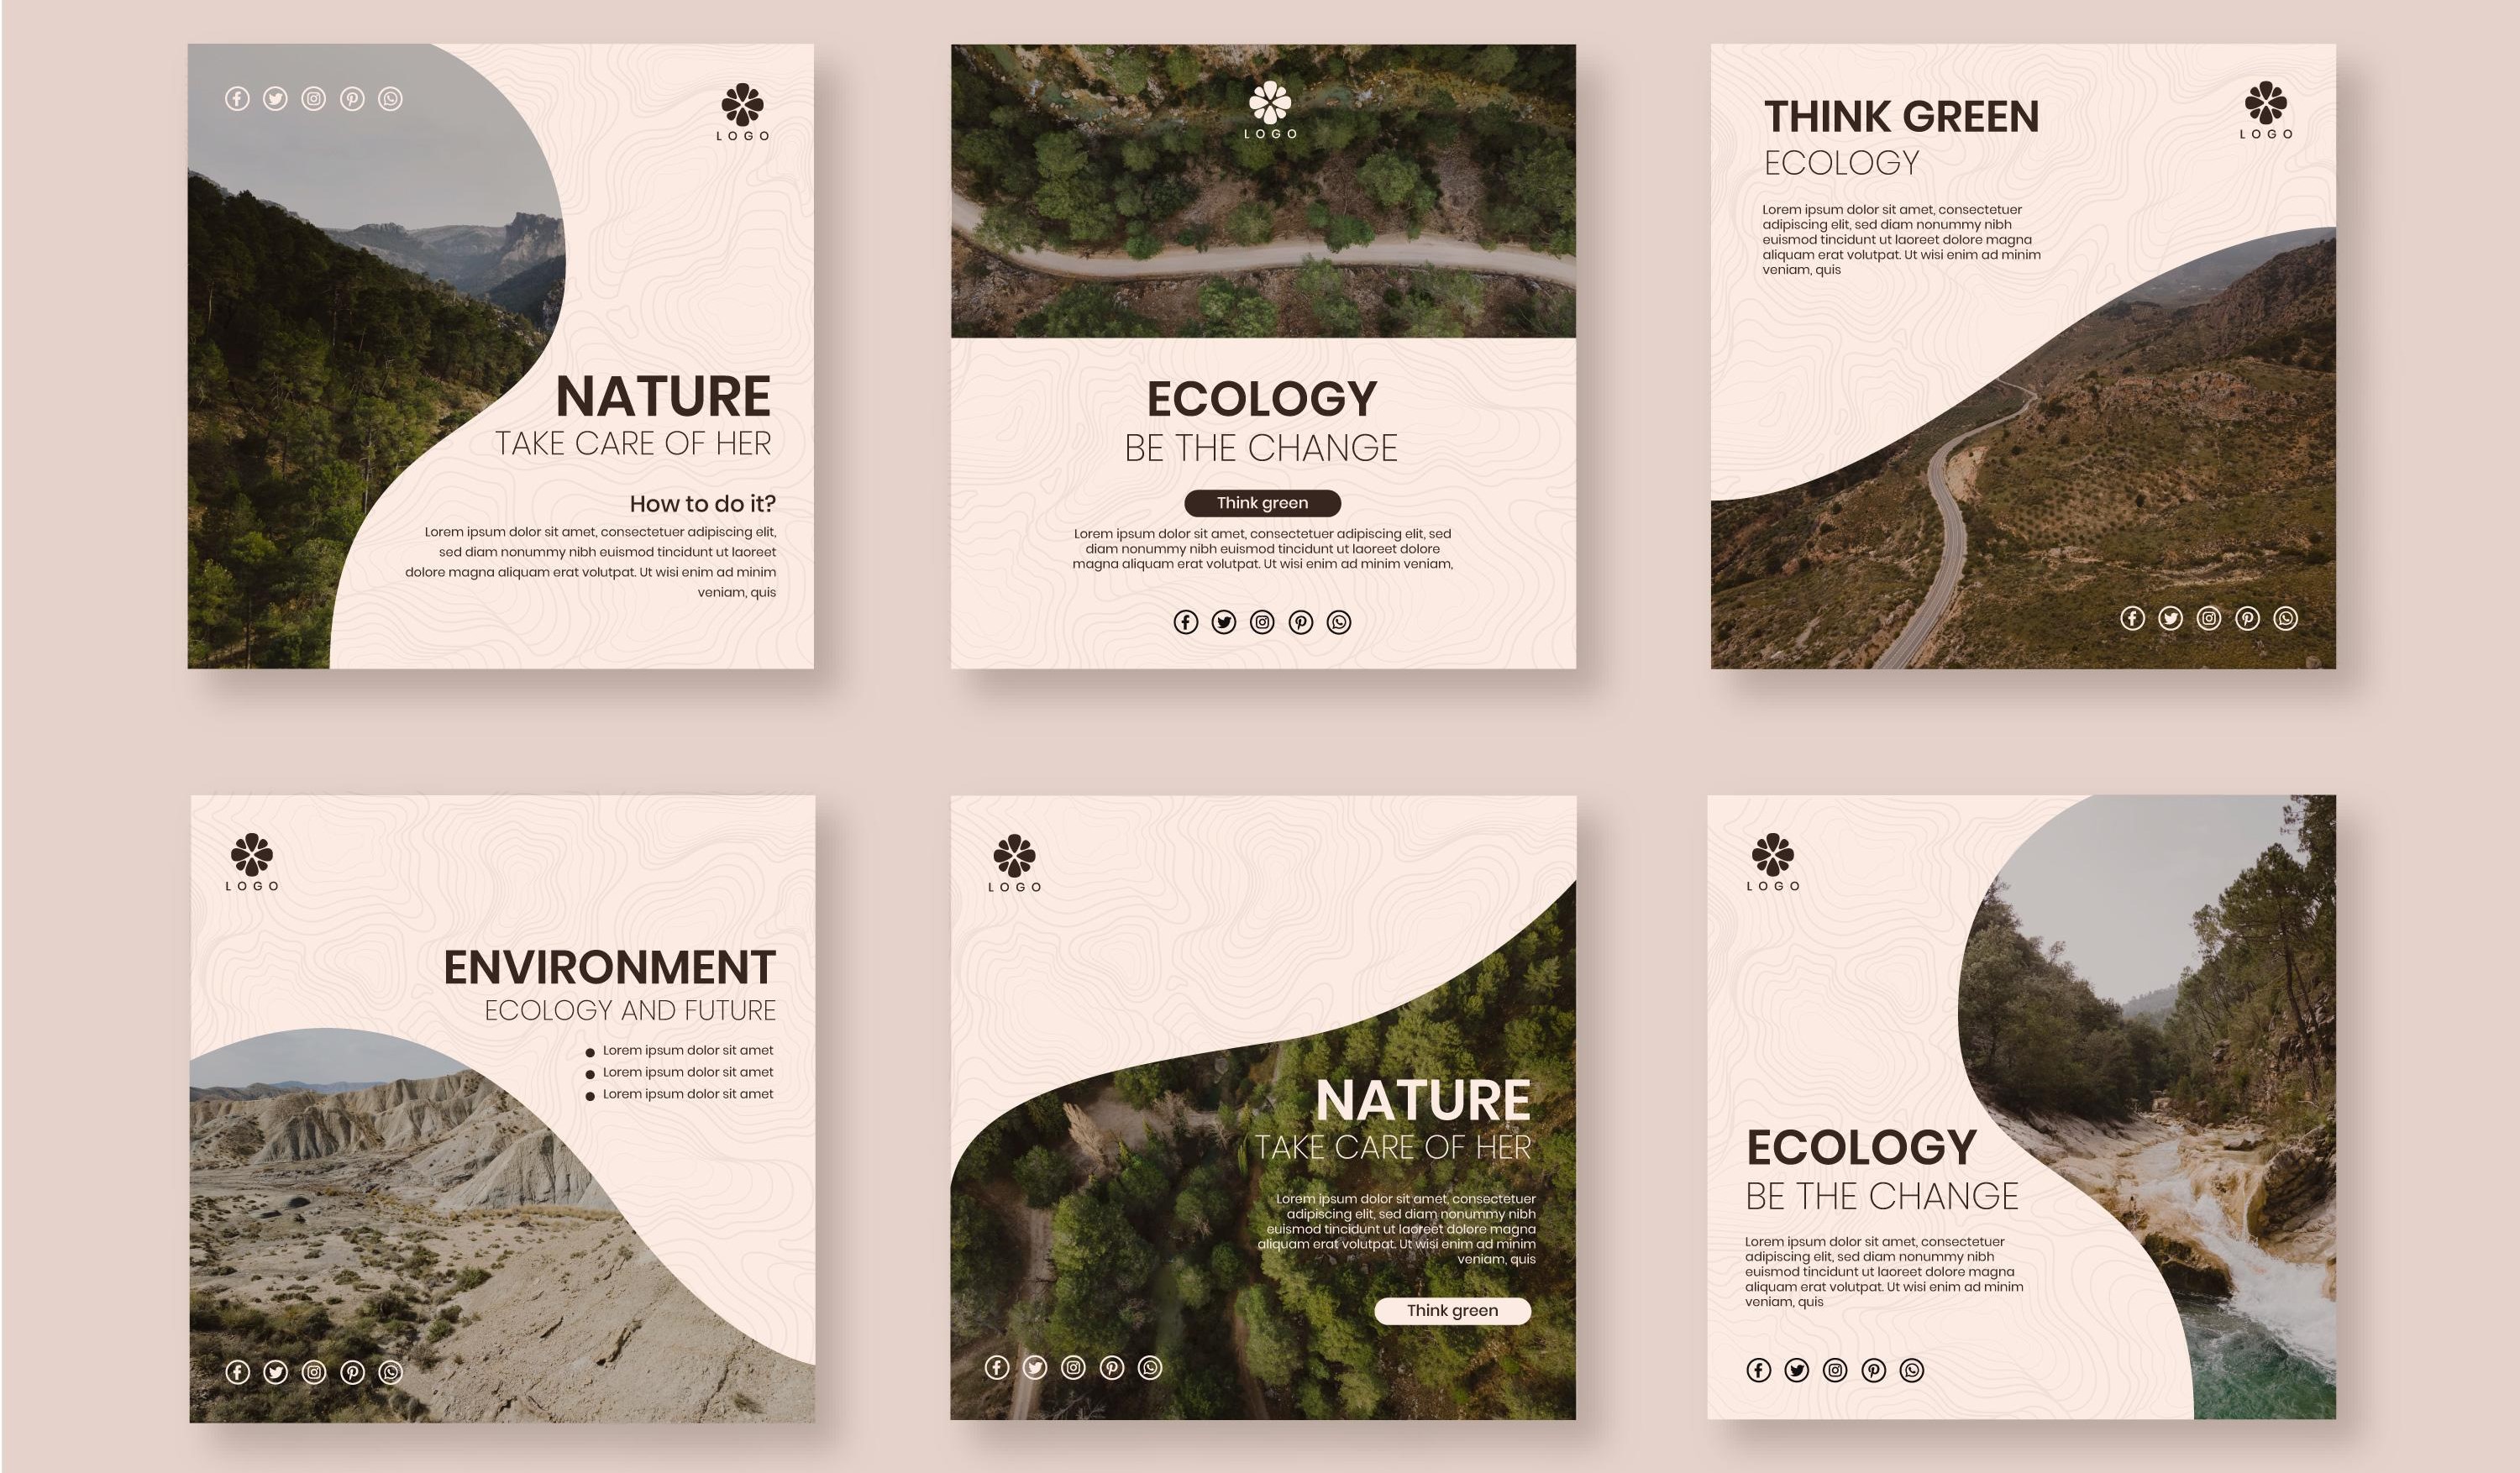 LOGO
NATURE
TAKE CARE OF HER
How to do it?
Lorem ipsum dolor sit amet, consectetuer adipiscing elit,
sed diam nonummy nibh euismod tincidunt ut laoreet
dolore magna aliquam erat volutpat. Ut wisi enim ad minim
veniam, quis
LOGO
ECOLOGY
BE THE CHANGE
Think green
Lorem ipsum dolor sit amet, consectetuer adipiscing elit, sed
diam nonummy nibh euismod tincidunt ut laoreet dolore
magna aliquam erat volutpat. Ut wisi enim ad minim veniam,
THINK GREEN
ECOLOGY
LOGO
Lorem ipsum dolor sit amet, consectetuer
adipiscing elit, sed diam nonummy nibh
euismod tincidunt ut laoreet dolore magna
aliquam erat volutpat. Ut wisi enim ad minim
veniam, quis
LOGO
ENVIRONMENT
ECOLOGY AND FUTURE
Lorem ipsum dolor sit amet
Lorem ipsum dolor sit amet
Lorem ipsum dolor sit amet
LOGO
NATURE
TAKE CARE OF HER
Lorem ipsum dolor sit amet, consectetuer
adipiscing elit, sed diam nonummy nibh
euismod tincidunt ut laoreet dolore magna
aliquam erat volutpat. Ut wisi enim ad minim
veniam, quis
Think green
LOGO
ECOLOGY
BE THE CHANGE
Lorem ipsum dolor sit amet, consectetuer
adipiscing elit, sed diam nonummy nibh
euismod tincidunt ut laoreet dolore magna
aliquam erat volutpat. Ut wisi enim ad minim
veniam, quis